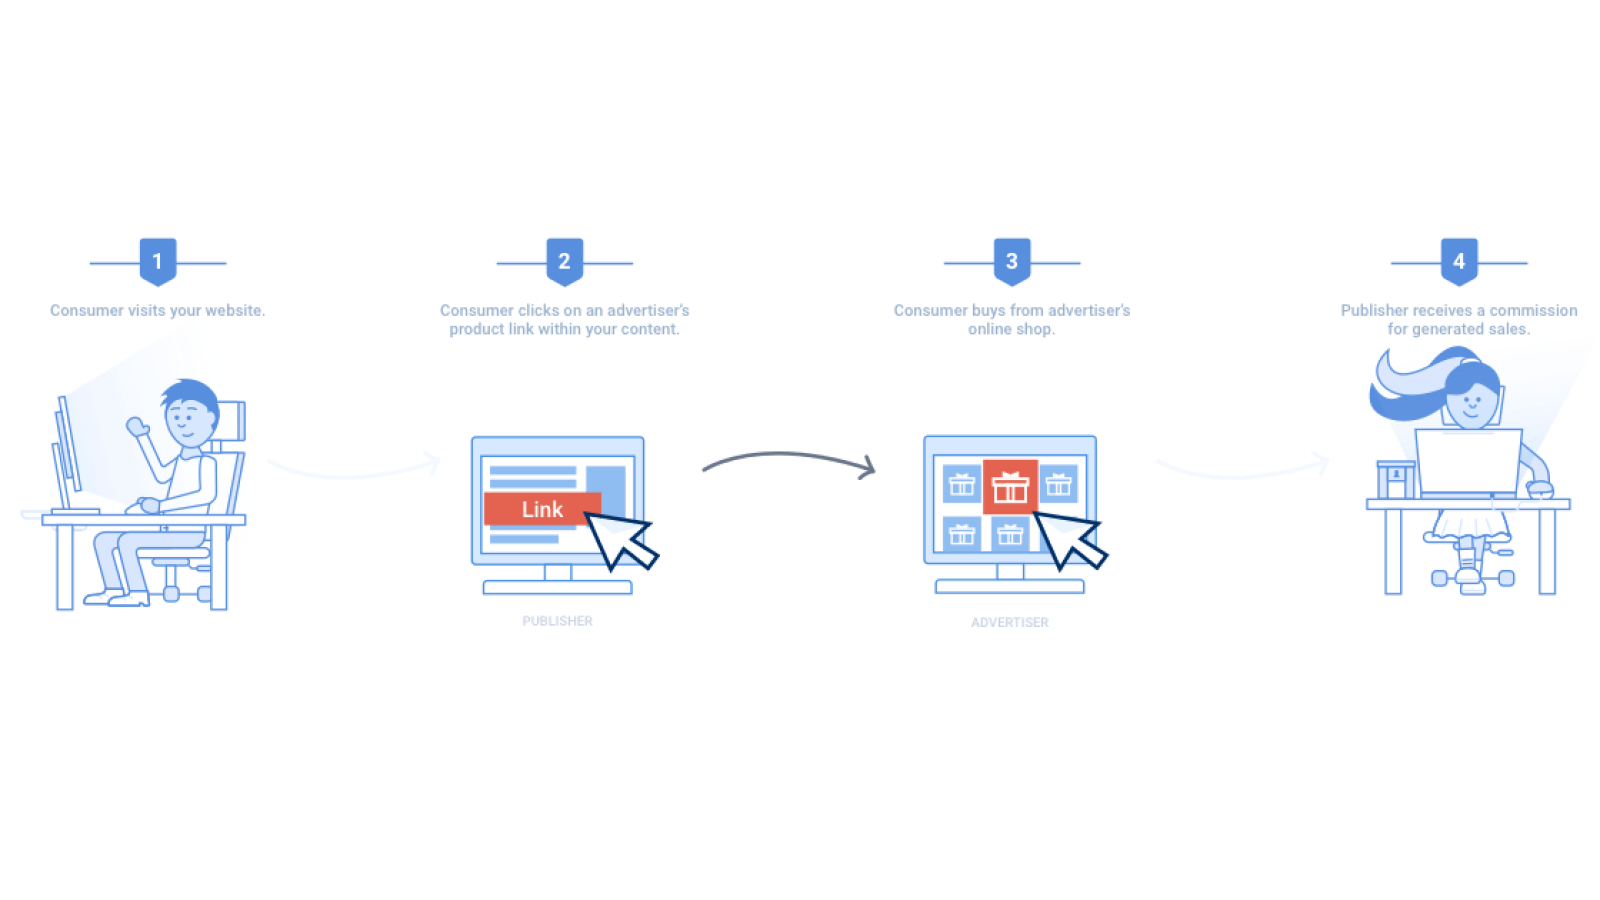 1
Consumer visits your website.
2
Consumer clicks on an advertiser's
product link within your content.
Link
PUBLISHER
3
Consumer buys from advertiser's
online shop.
ADVERTISER
4
Publisher receives a commission
for generated sales.